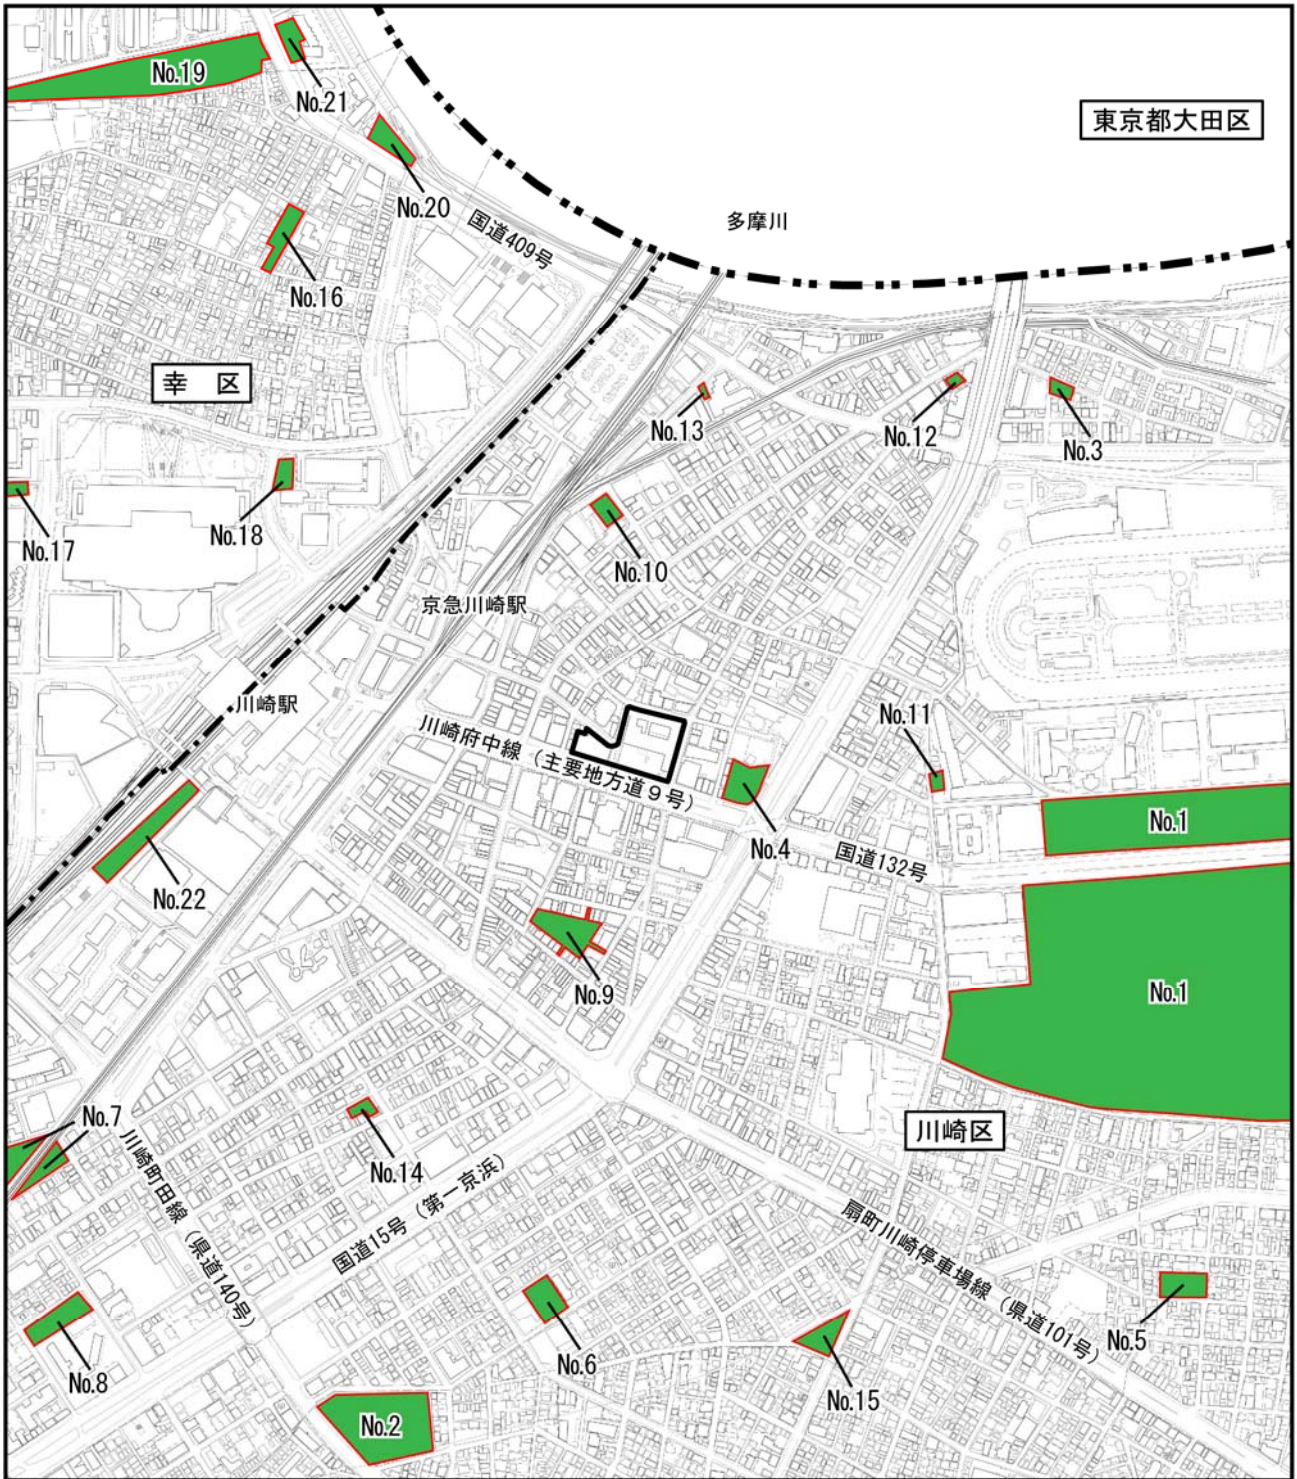 No.19
No.21
東京都大田区
No.20
国道409号
多摩川
No.16
幸　区
No.13
No.12
No.3
No.18
No.17
No.10
京急川崎駅
川崎駅
No.11
川崎府中線（主要地方道９号）
No.1
No.4
国道132号
No.22
No.9
No.1
No.7
川崎区
No.14
川崎町田線（県道140号）
国道15号（第一京浜）
扇町川崎停車場線（県道101号）
No.5
No.6
No.8
No.15
No.2